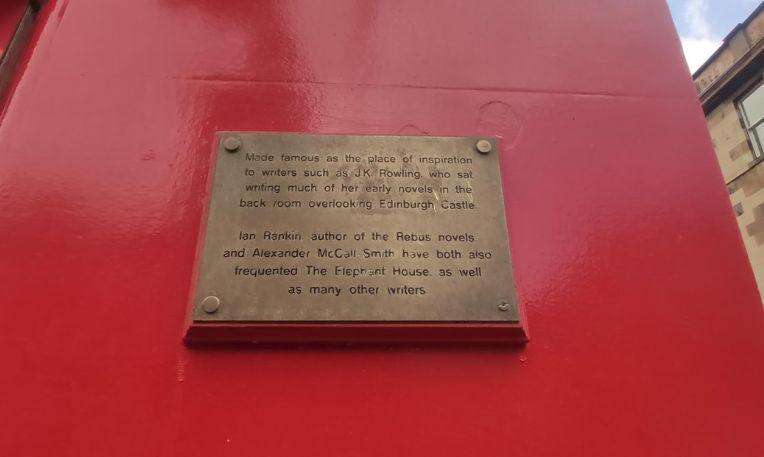 Made famous as the place of inspiration
to writers such as J.K. Rowling, who sat
writing much of her early novels in the
back room overlooking Edinburgh Castle.
Ian Rankin, author of the Rebus novels
and Alexander McCall Smith have both also
frequented The Elephant House, as well
as many other writers.